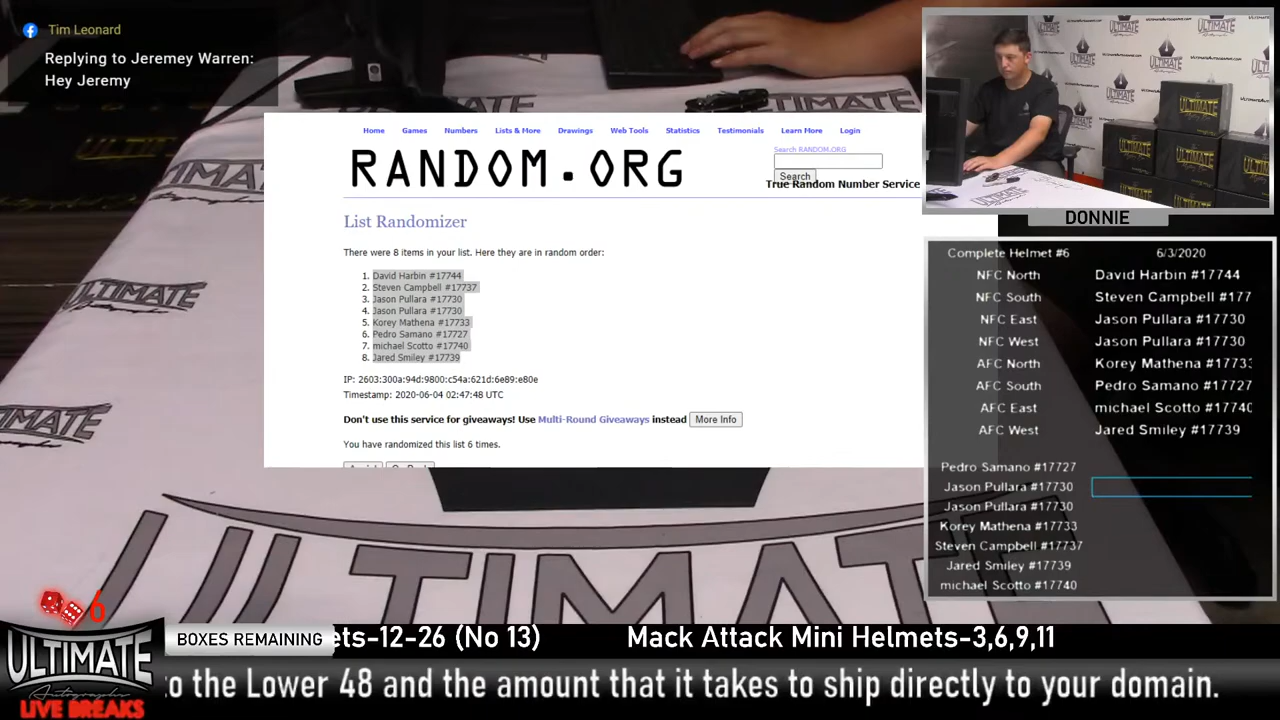 Tim Leonard
Replying to Jeremey Warren:
Hey Jeremy
Home Games Numbers Lists & More Drawings Web Tools Statistics Testimonials Learn More Login
Search RANDOM.ORG
RANDOM.ORG
Search
True Random Number Service
List Randomizer
There were 8 items in your list. Here they are in random order:
1. David Harbin #17744
2. Steven Campbell #17737
3. Jason Pullara #17730
4. Jason Pullara #17730
5. Korey Mathena #17733
6. Pedro Samano #17727
7. michael Scotto #17740
8. Jared Smiley #17739
IP: 2603:300a:94d:9800:c54a:621d:6e89:e80e
Timestamp: 2020-06-04 02:47:48 UTC
Don't use this service for giveaways! Use Multi-Round Giveaways instead More Info
You have randomized this list 6 times.
DONNIE
Complete Helmet #6 6/3/2020
NFC North David Harbin #17744
NFC South Steven Campbell #177
NFC East Jason Pullara #17730
NFC West Jason Pullara #17730
AFC North Korey Mathena #1773
AFC South Pedro Samano #17727
AFC East michael Scotto #1774
AFC West Jared Smiley #17739
Pedro Samano #17727
Jason Pullara #17730
Jason Pullara #17730
Korey Mathena #17733
Steven Campbell #17737
Jared Smiley #17739
michael Scotto #17740
ULTIMATE
ULTIMATE
ULTIMATE
ULTIMATE
ULTIMATE
6
ULTIMATE
Autographs
LIVE BREAKS
BOXES REMAINING
ets-12-26 (No 13) Mack Attack Mini Helmets-3,6,9,11
to the Lower 48 and the amount that it takes to ship directly to your domain.